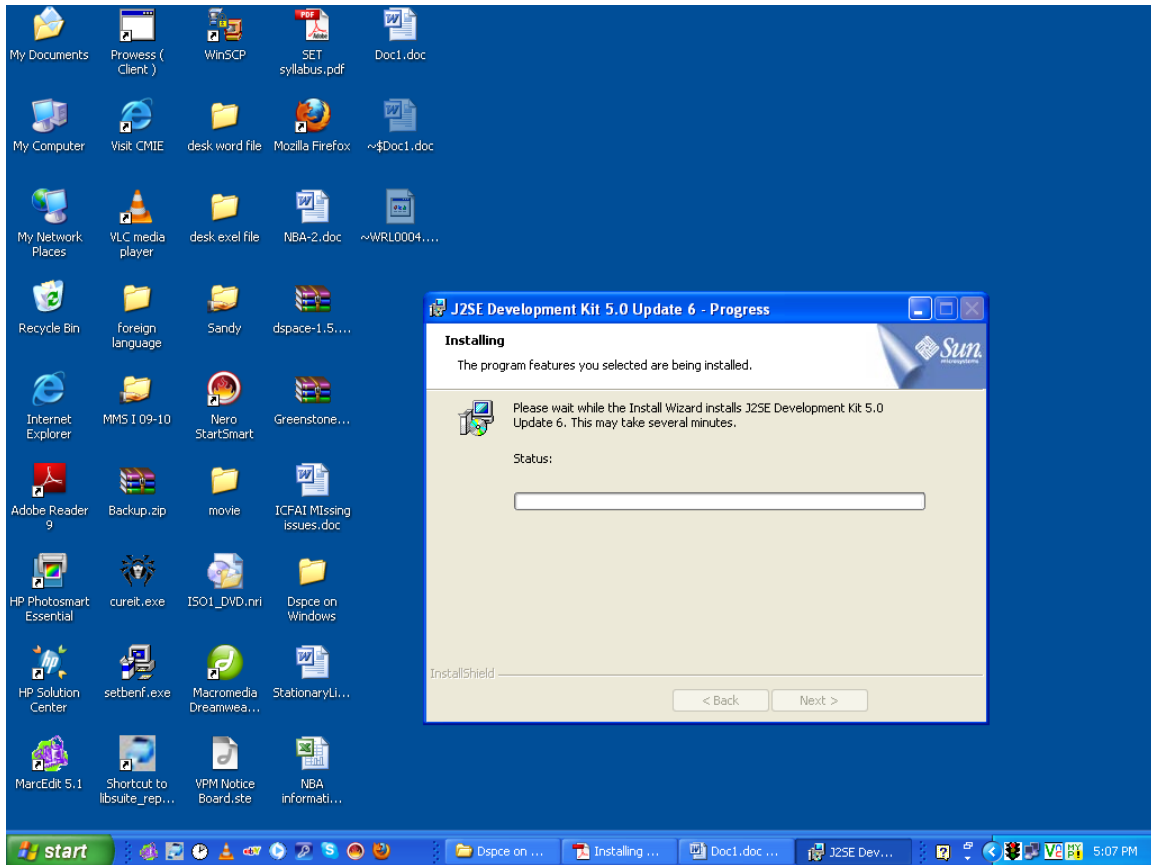 My Documents
Prowess (
Client )
WinSCP
PDF
Adobe
SET
syllabus.pdf
Doc1.doc
My Computer
Visit CMIE
desk word file
Mozilla Firefox
~$Doc1.doc
My Network
Places
VLC media
player
desk exel file
NBA-2.doc
~WRL0004....
Recycle Bin
foreign
language
Sandy
dspace-1.5....
Internet
Explorer
MMS I 09-10
Nero
StartSmart
Greenstone...
Adobe Reader
9
Backup.zip
movie
ICFAI MIssing
issues.doc
HP Photosmart
Essential
cureit.exe
ISO1_DVD.nri
Dspce on
Windows
HP Solution
Center
setbenf.exe
Macromedia
Dreamwea...
StationaryLi...
MarcEdit 5.1
Shortcut to
libsuite_rep...
VPM Notice
Board.ste
NBA
informati...
J2SE Development Kit 5.0 Update 6 - Progress
Installing
The program features you selected are being installed.
Sun
microsystems
Please wait while the Install Wizard installs J2SE Development Kit 5.0
Update 6. This may take several minutes.
Status:
InstallShield
< Back
Next >
start
Dspce on ...
Installing ...
Doc1.doc ...
J2SE Dev...
5:07 PM